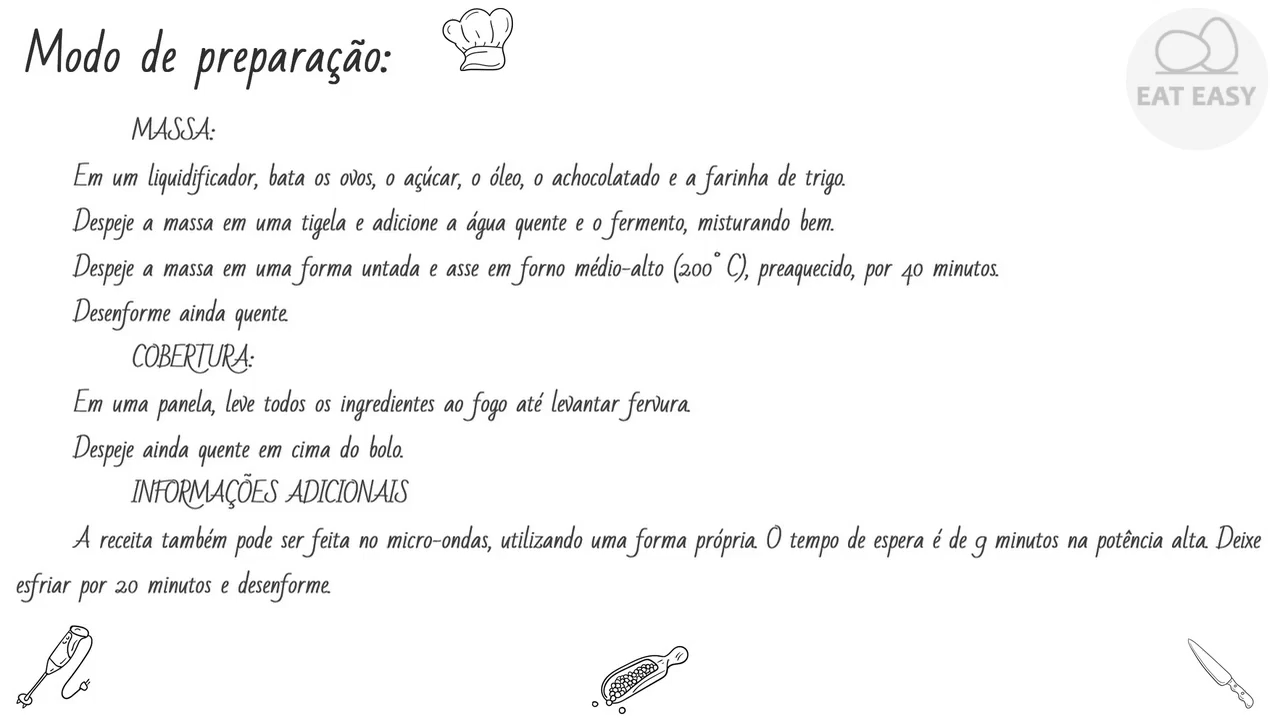 Modo de preparação:
EAT EASY
MASSA:
Em um liquidificador, bata os ovos, o açúcar, o óleo, o achocolatado e a farinha de trigo.
Despeje a massa em uma tigela e adicione a água quente e o fermento, misturando bem.
Despeje a massa em uma forma untada e asse em forno médio-alto (200° C), preaquecido, por 40 minutos.
Desenforme ainda quente.
COBERTURA:
Em uma panela, leve todos os ingredientes ao fogo até levantar fervura.
Despeje ainda quente em cima do bolo.
INFORMAÇÕES ADICIONAIS
A receita também pode ser feita no micro-ondas, utilizando uma forma própria. O tempo de espera é de 9 minutos na potência alta. Deixe
esfriar por 20 minutos e desenforme.